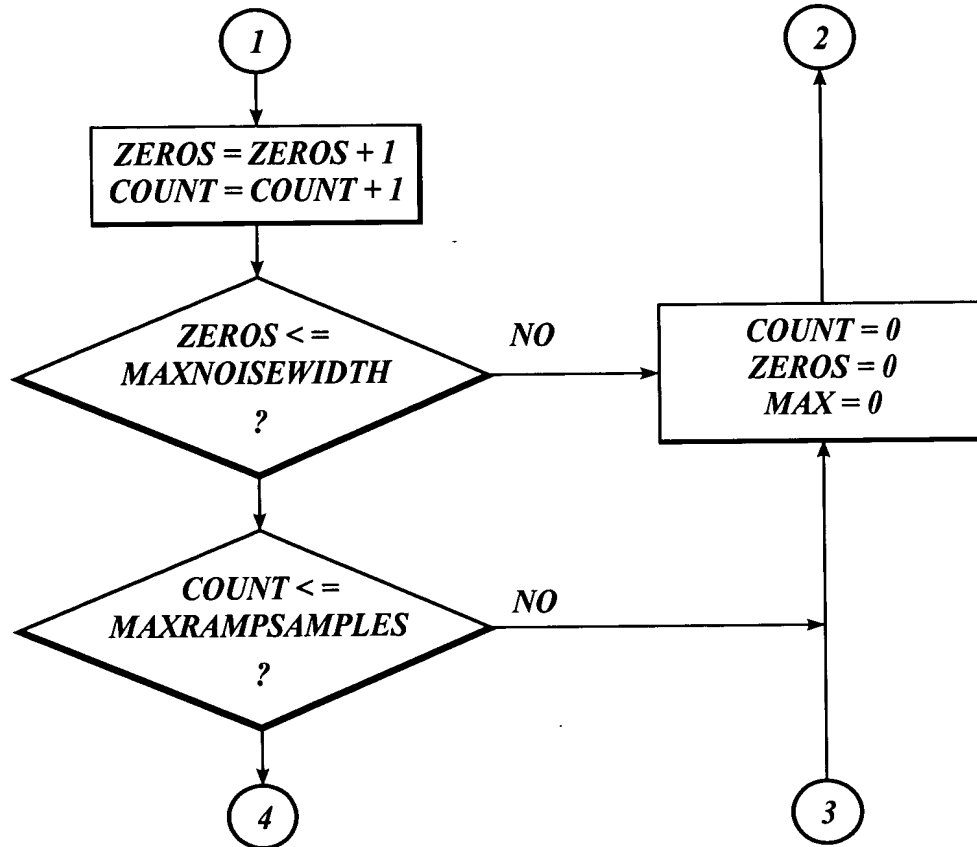 1
2
ZEROS = ZEROS + 1
COUNT = COUNT + 1
ZEROS < =
MAXNOISEWIDTH
?
NO
COUNT = 0
ZEROS = 0
MAX = 0
COUNT < =
MAXRAMPSAMPLES
?
NO
4
3